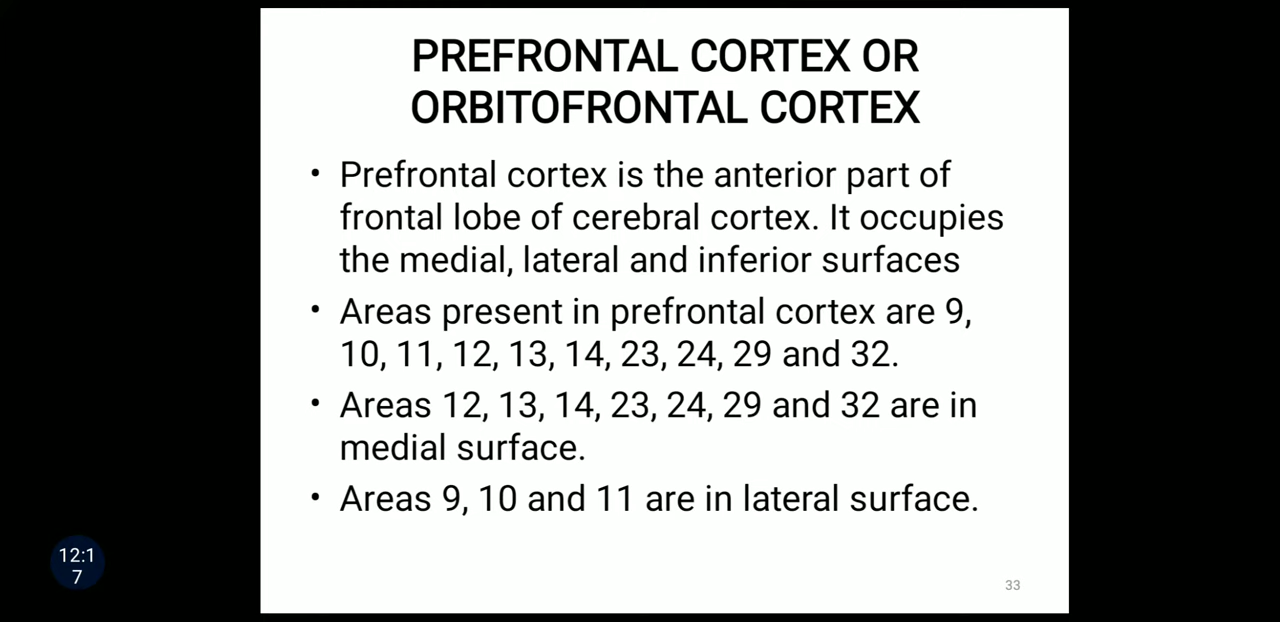 PREFRONTAL CORTEX OR
ORBITOFRONTAL CORTEX
• Prefrontal cortex is the anterior part of
frontal lobe of cerebral cortex. It occupies
the medial, lateral and inferior surfaces
• Areas present in prefrontal cortex are 9,
10, 11, 12, 13, 14, 23, 24, 29 and 32.
• Areas 12, 13, 14, 23, 24, 29 and 32 are in
medial surface.
• Areas 9, 10 and 11 are in lateral surface.
12:1
7
33